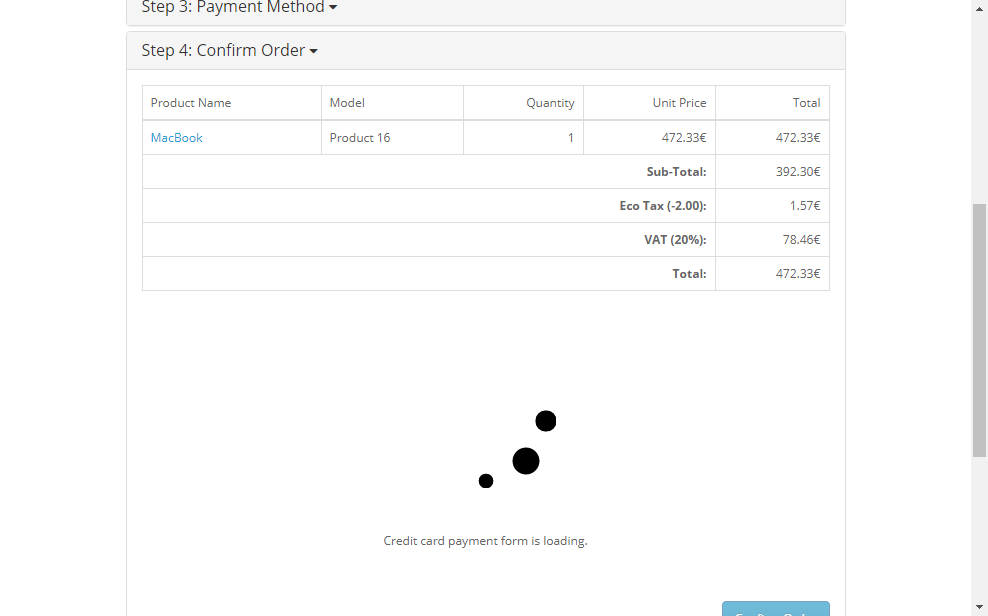 Step 3: Payment Method
Step 4: Confirm Order
Product Name Model Quantity Unit Price Total
MacBook Product 16 1 472.33€ 472.33€
Sub-Total: 392.30€
Eco Tax (-2.00): 1.57€
VAT (20%): 78.46€
Total: 472.33€
Credit card payment form is loading.